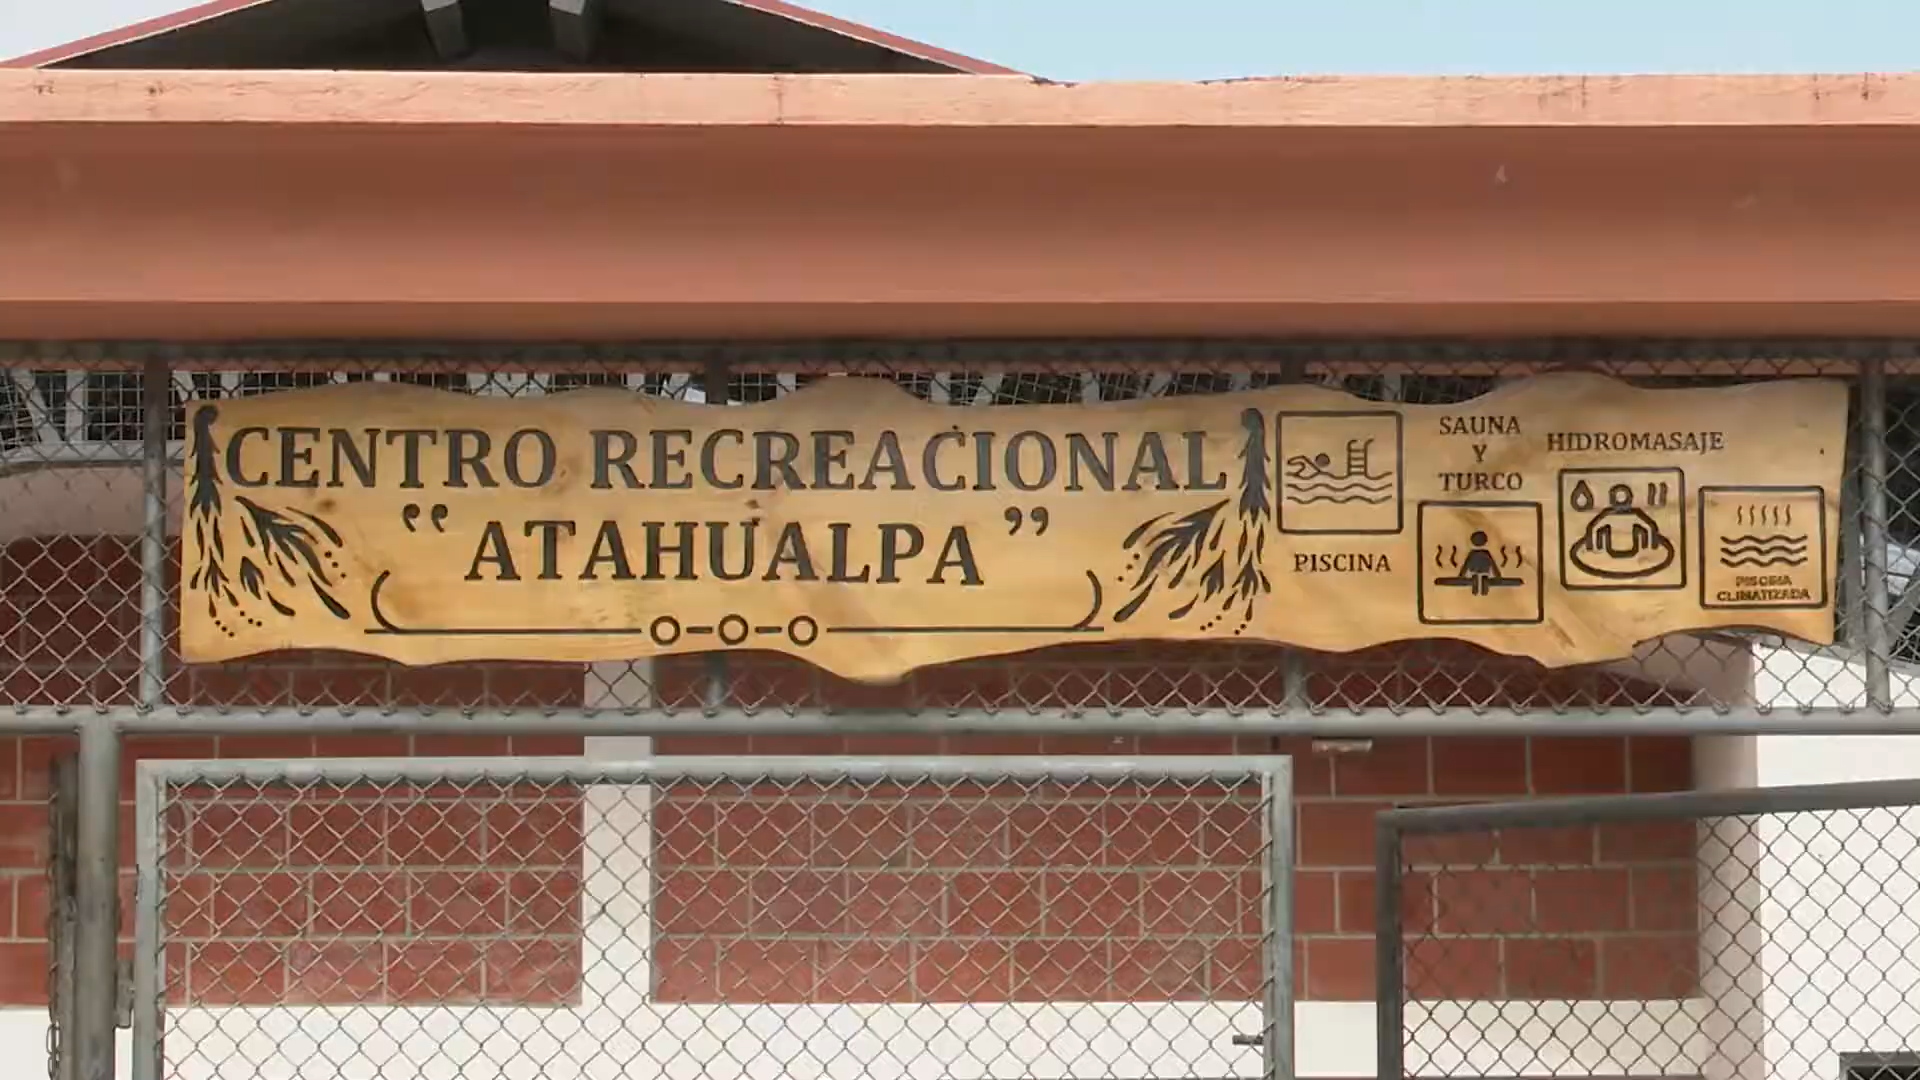 CENTRO RECREACIONAL
“ATAHUALPA”
PISCINA
SAUNA
Y
TURCO
HIDROMASAJE
PISCINA
CLIMATIZADA